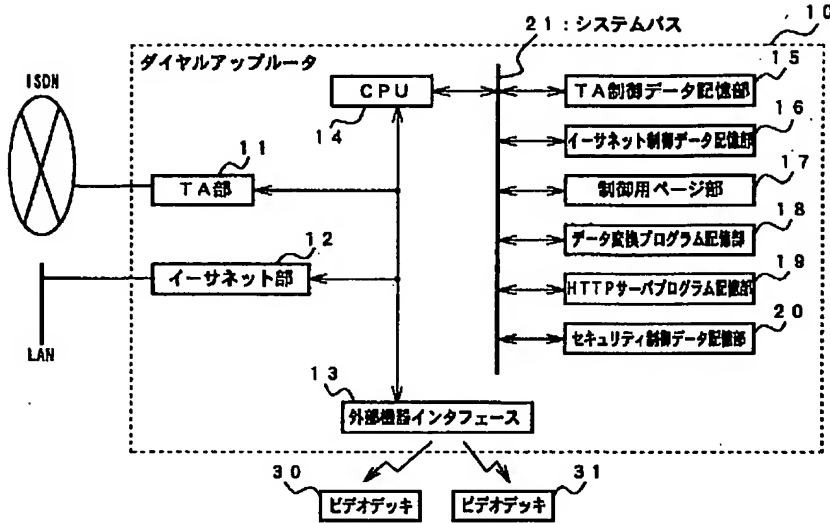 10
21:システムバス
ダイヤルアップルータ
15
ISDN
CPU
TA制御データ記憶部
14
16
11
イーサネット制御データ記憶部
TA部
17
制御用ページ部
12
18
イーサネット部
データ変換プログラム記憶部
19
HTTPサーバプログラム記憶部
20
LAN
セキュリティ制御データ記憶部
13
外部機器インタフェース
30
31
ビデオデッキ
ビデオデッキ